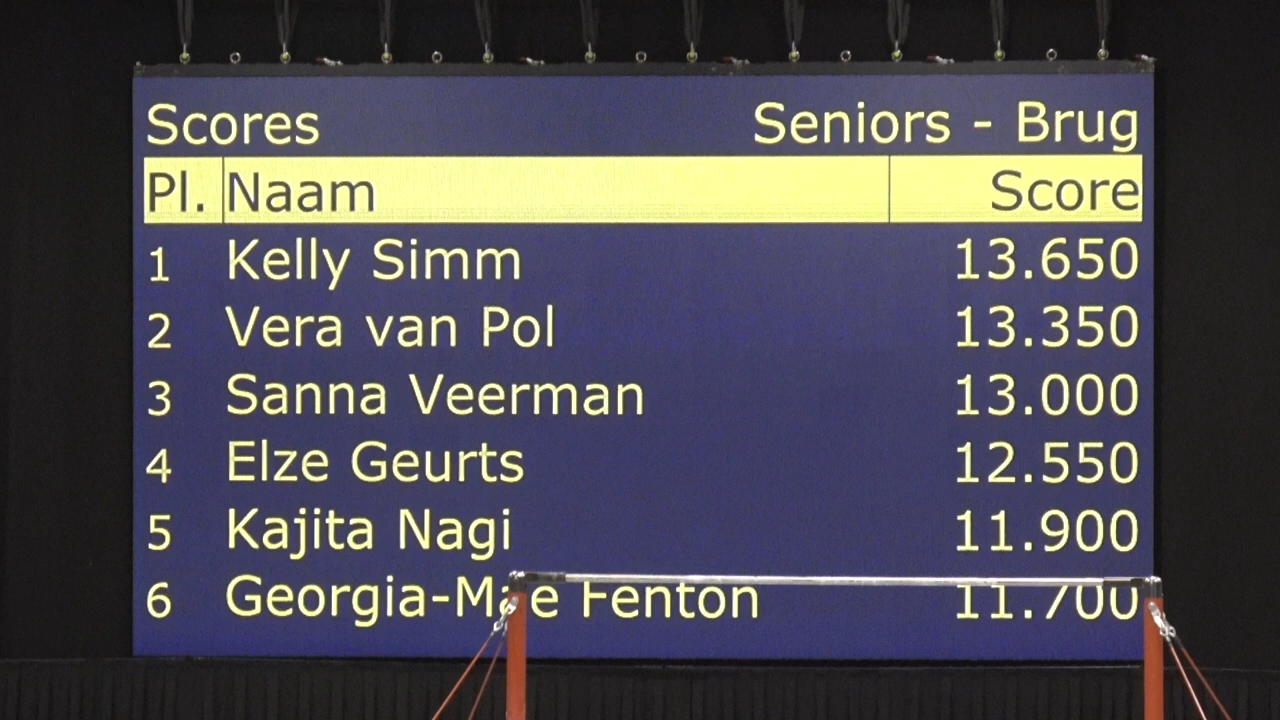 Scores Seniors - Brug
Pl. Naam Score
1 Kelly Simm 13.650
2 Vera van Pol 13.350
3 Sanna Veerman 13.000
4 Elze Geurts 12.550
5 Kajita Nagi 11.900
6 Georgia-Mae Fenton 11.700